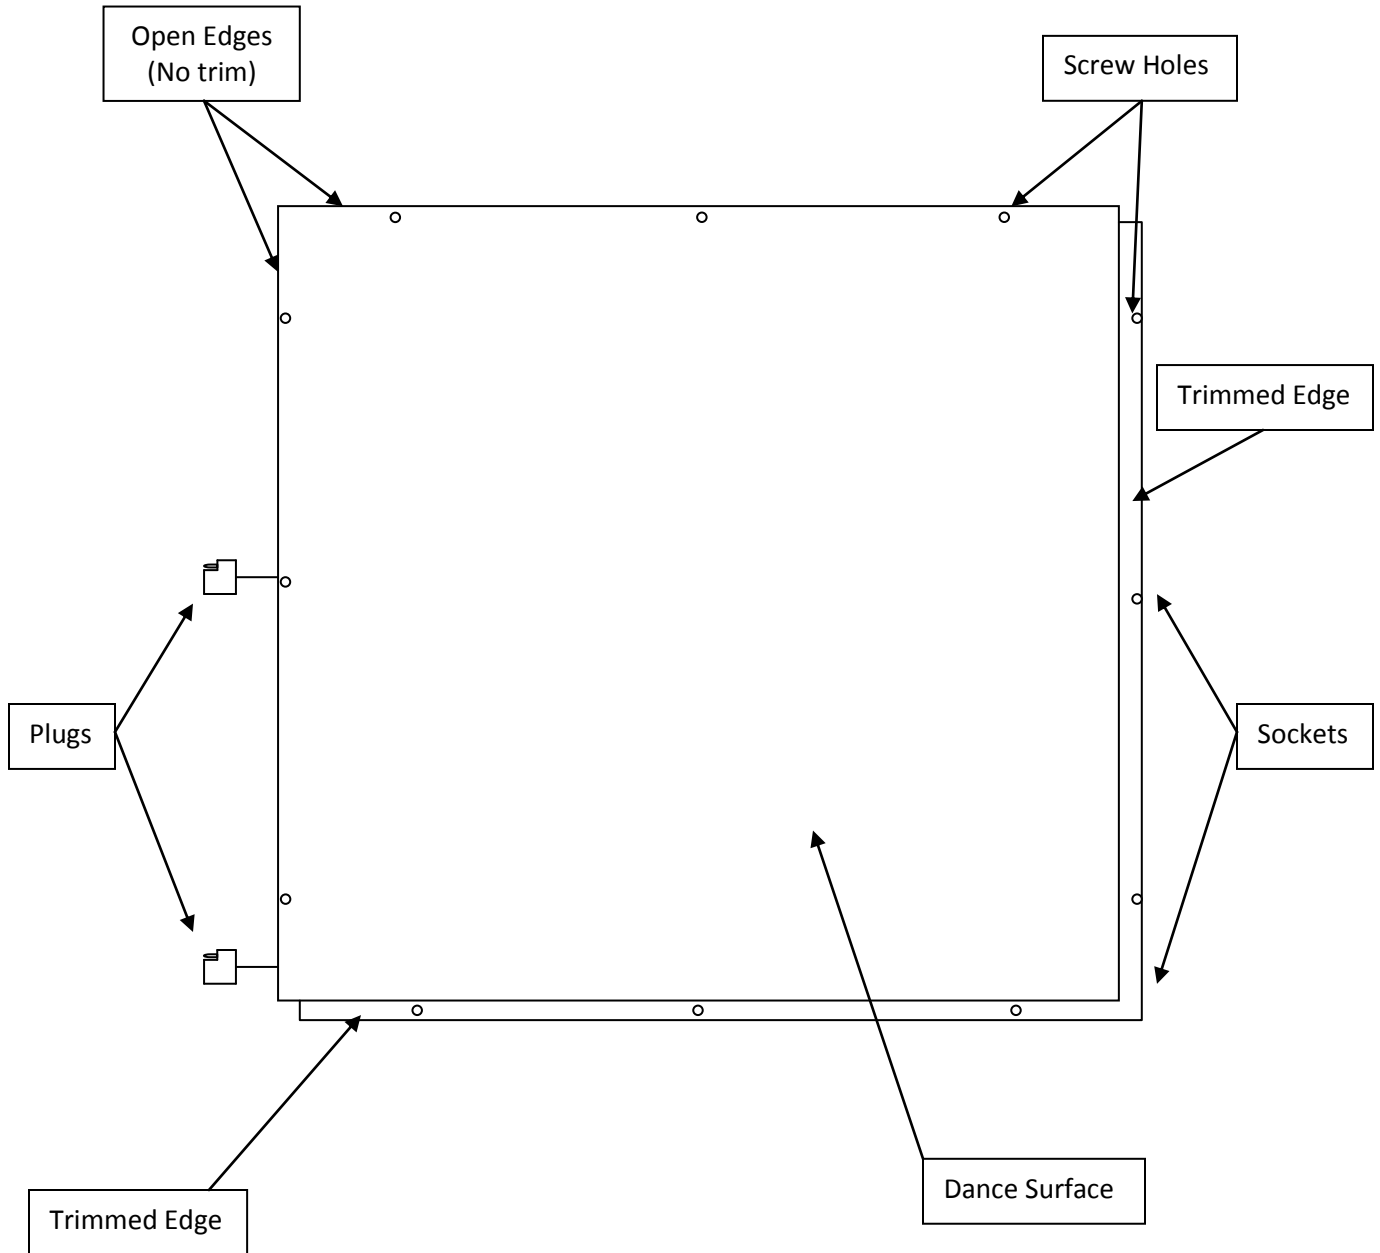 Open Edges
(No trim)
Screw Holes
Trimmed Edge
Plugs
Sockets
Dance Surface
Trimmed Edge